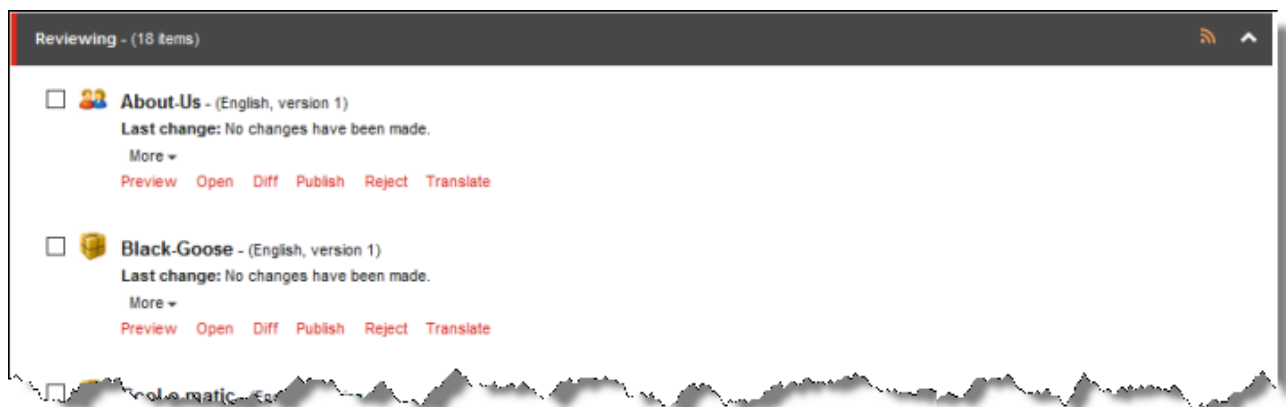 Reviewing - (18 items)
About-Us - (English, version 1)
Last change: No changes have been made.
More
Preview Open Diff Publish Reject Translate
Black-Goose - (English, version 1)
Last change: No changes have been made.
More
Preview Open Diff Publish Reject Translate